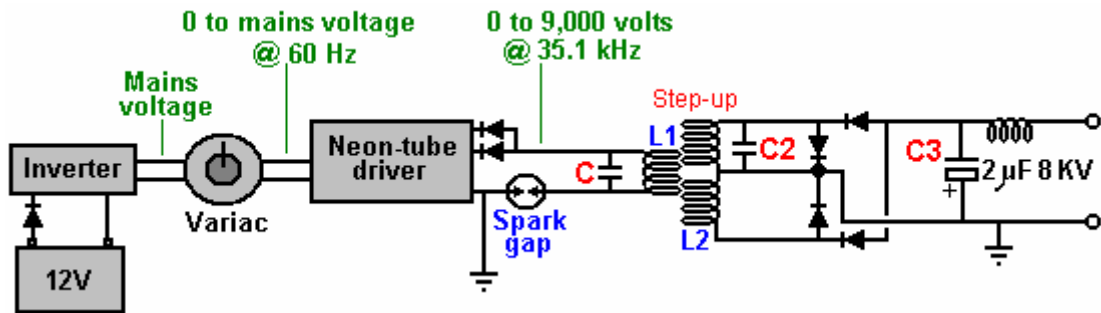 0 to mains voltage
@ 60 Hz
0 to 9,000 volts
@ 35.1 kHz
Mains
voltage
Step-up
Inverter
Variac
Neon-tube
driver
L1
C
C2
C3
+
2 µF 8 KV
Spark
gap
L2
12V